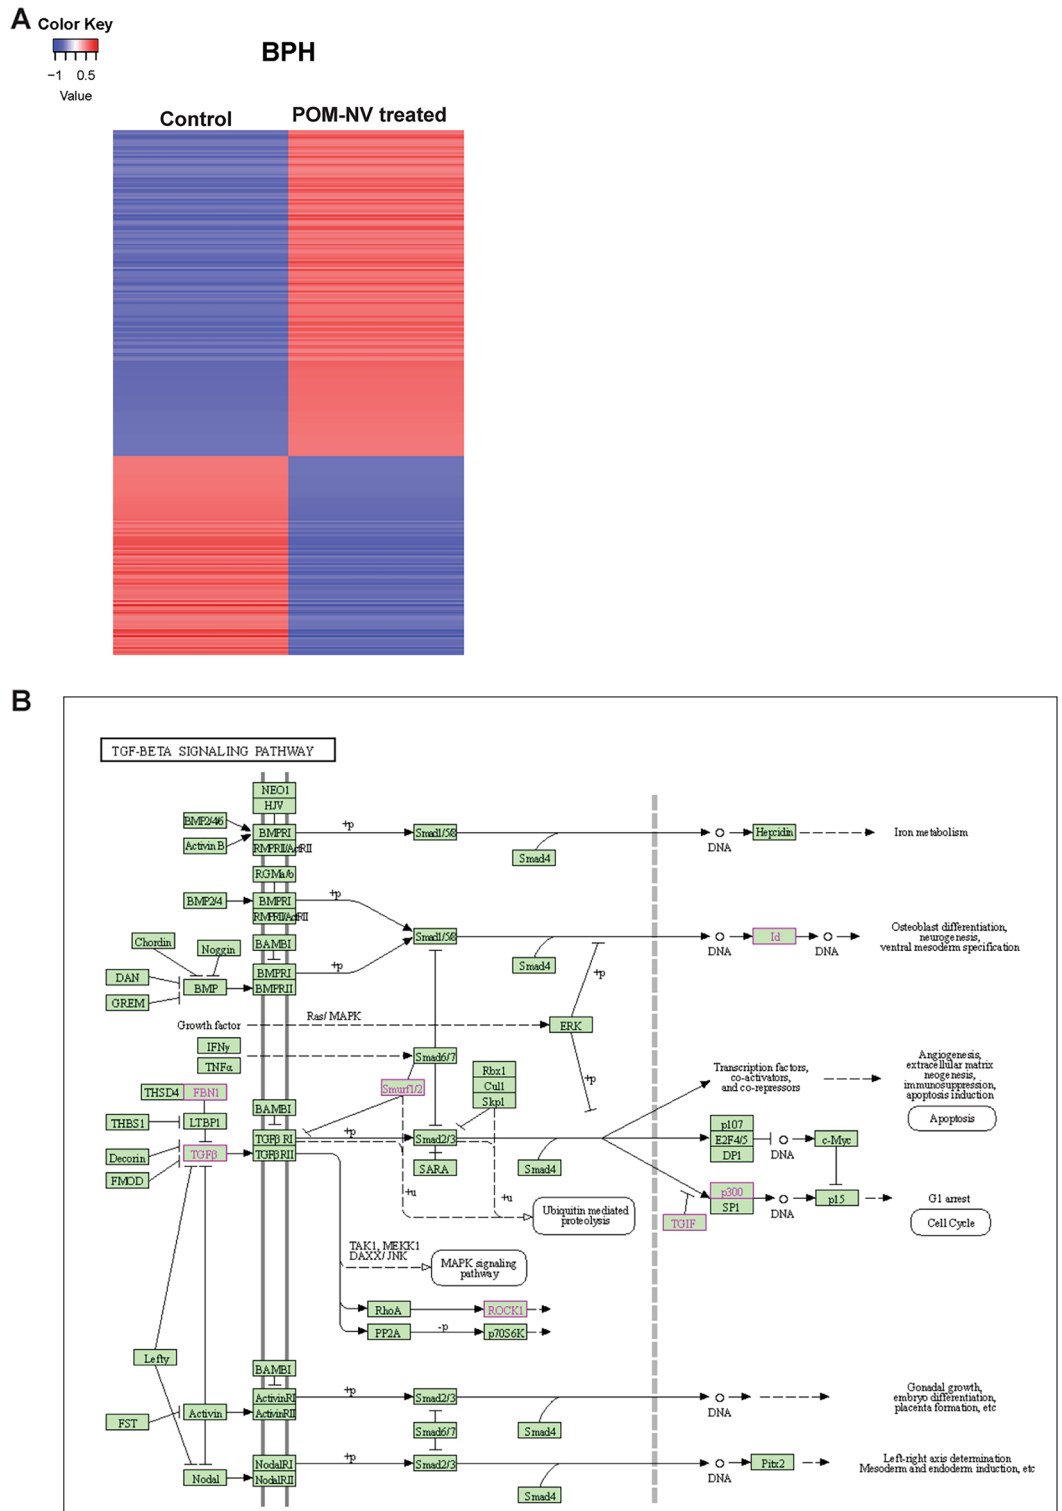 A
Color Key
−1 0.5
Value
BPH
Control
POM-NV treated
B
TGF-BETA SIGNALING PATHWAY
NEO1
HJV
BMP2/4/6
Activin B
BMPRI
RMPRII/ActRII
+p
Smad1/5/8
Smad4
DNA
Hepcidin
Iron metabolism
RGMa/b
BMP2/4
BMPRI
RMPRII/ActRII
+p
Smad1/5/8
Smad4
DNA
Id
DNA
Osteoblast differentiation,
neurogenesis,
ventral mesoderm specification
Chordin
Noggin
BAMBI
DAN
GREM
BMP
BMPRI
BMPRII
+p
+p
Growth factor
Ras/ MAPK
ERK
+p
IFNγ
TNFα
Smad6/7
Rbx1
Cul1
Skp1
Smurf1/2
Transcription factors,
co-activators,
and co-repressors
Angiogenesis,
extracellular matrix
neogenesis,
immunosuppression,
apoptosis induction
Apoptosis
THSD4
FBN1
THBS1
LTBP1
BAMBI
Decorin
FMOD
TGFβ
TGFβ RI
TGFβ RII
+p
Smad2/3
SARA
Smad4
p107
E2F4/5
DP1
DNA
c-Myc
p300
SP1
DNA
p15
G1 arrest
Cell Cycle
TGIF
+u
+u
Ubiquitin mediated
proteolysis
TAK1, MEKK1
DAXX/ JNK
MAPK signaling
pathway
RhoA
ROCK1
PP2A
-p
p70S6K
Lefty
BAMBI
FST
Activin
ActivinRI
ActivinRII
+p
Smad2/3
Smad4
DNA
Gonadal growth,
embryo differentiation,
placenta formation, etc
Smad6/7
Nodal
NodalRI
NodalRII
+p
Smad2/3
Smad4
DNA
Pitx2
Left-right axis determination
Mesoderm and endoderm induction, etc